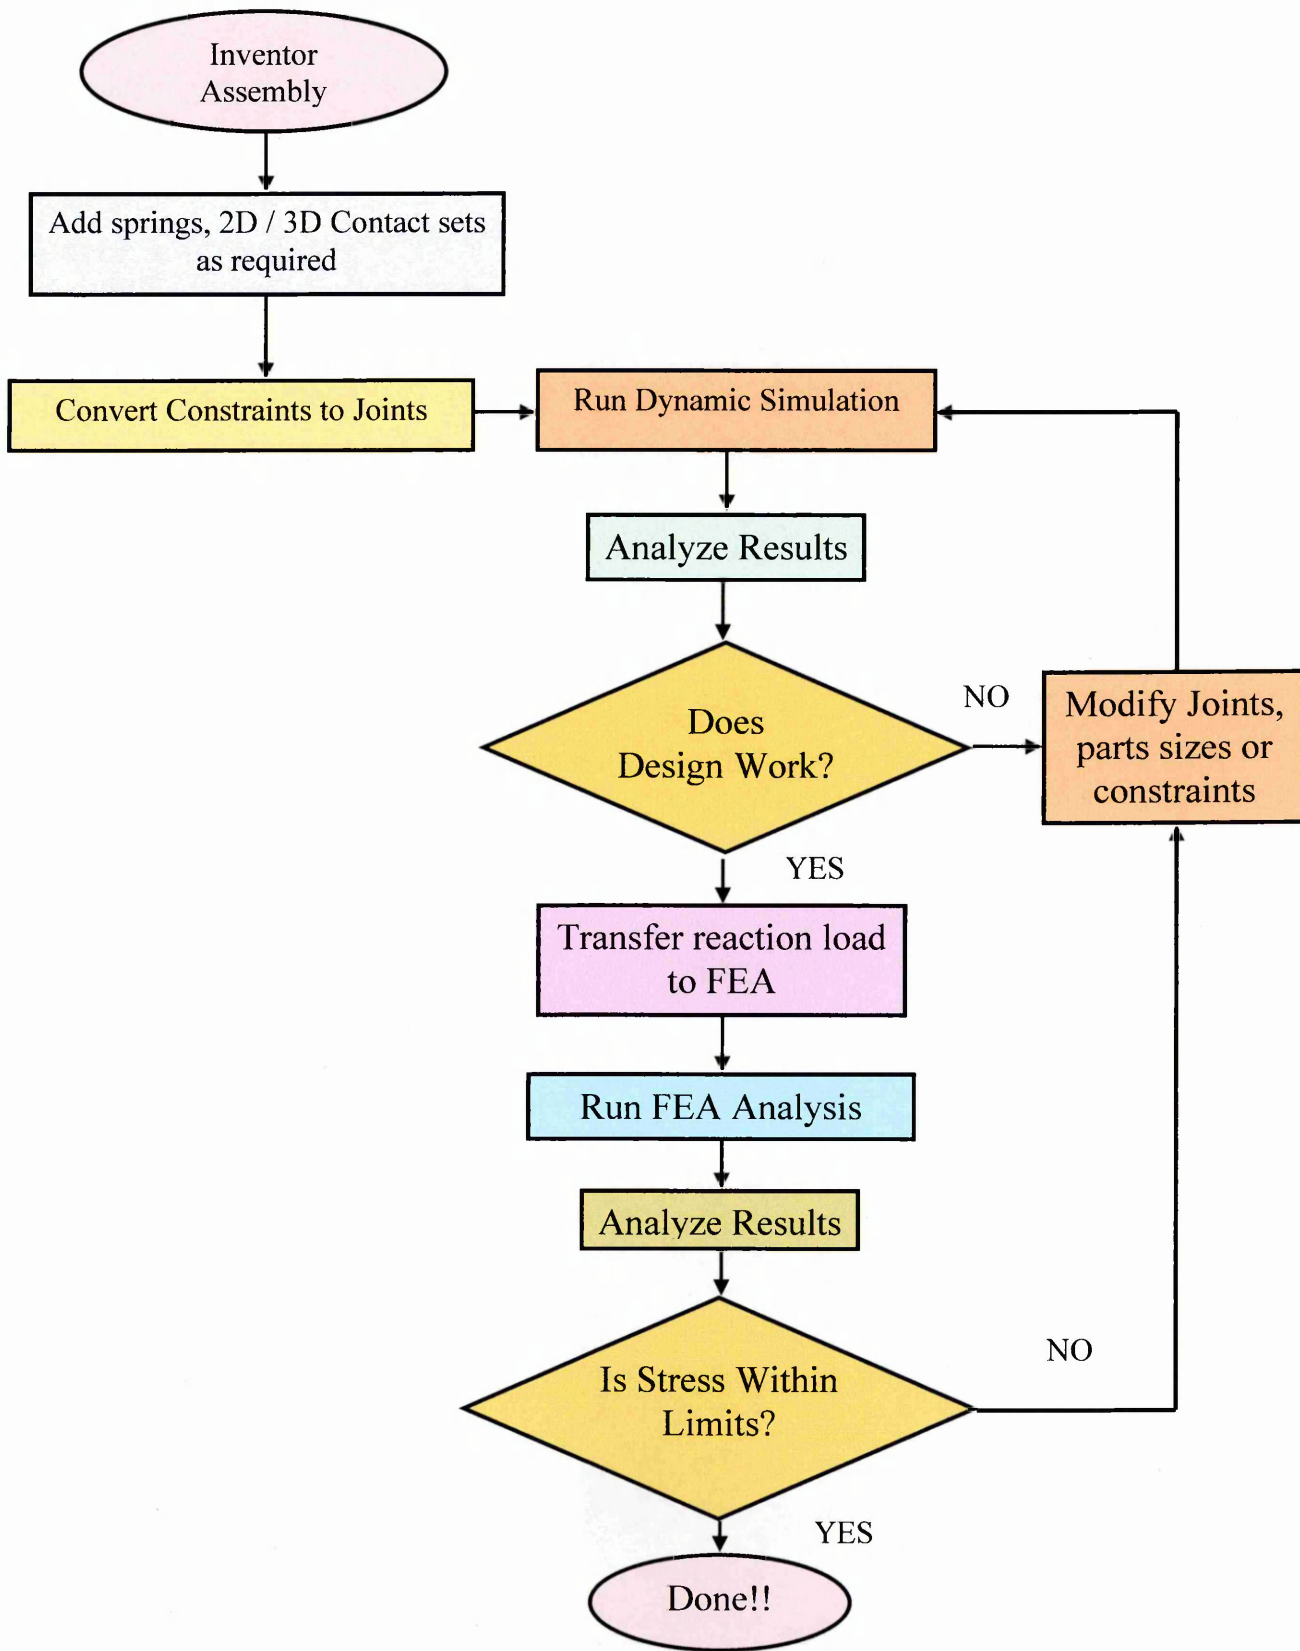 Inventor
Assembly
Add springs, 2D / 3D Contact sets
as required
Convert Constraints to Joints
Run Dynamic Simulation
Analyze Results
Does
Design Work?
NO
Modify Joints,
parts sizes or
constraints
YES
Transfer reaction load
to FEA
Run FEA Analysis
Analyze Results
Is Stress Within
Limits?
NO
YES
Done!!